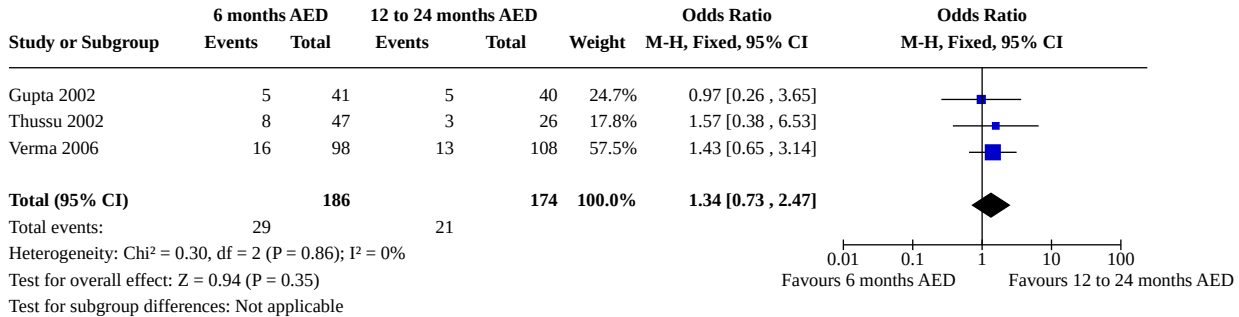 6 months AED 12 to 24 months AED Odds Ratio Odds Ratio
Study or Subgroup Events Total Events Total Weight M-H, Fixed, 95% CI M-H, Fixed, 95% CI
Gupta 2002 5 41 5 40 24.7% 0.97 [0.26 , 3.65]
Thussu 2002 8 47 3 26 17.8% 1.57 [0.38 , 6.53]
Verma 2006 16 98 13 108 57.5% 1.43 [0.65 , 3.14]
Total (95% CI) 186 174 100.0% 1.34 [0.73 , 2.47]
Total events: 29 21
Heterogeneity: Chi² = 0.30, df = 2 (P = 0.86); I² = 0%
0.01 0.1 1 10 100
Test for overall effect: Z = 0.94 (P = 0.35)
Favours 6 months AED Favours 12 to 24 months AED
Test for subgroup differences: Not applicable